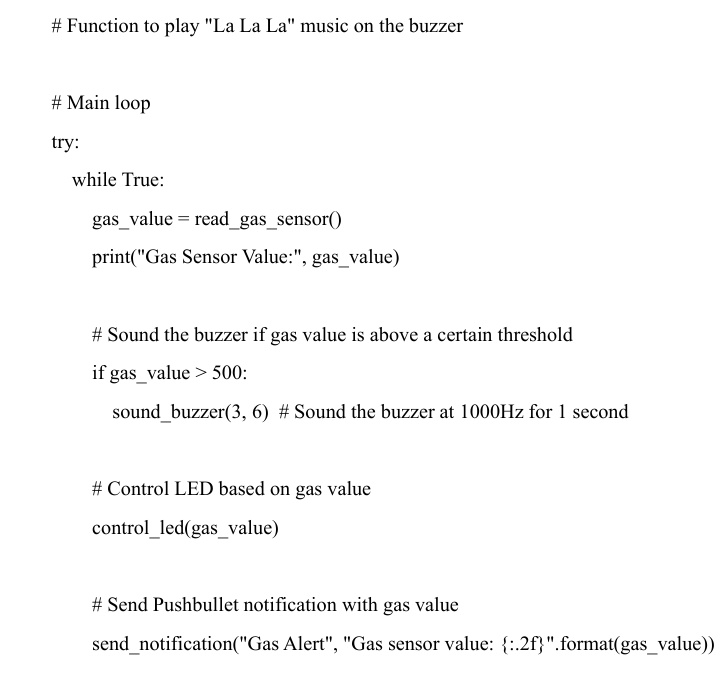 # Function to play "La La La" music on the buzzer
# Main loop
try:
while True:
gas_value = read_gas_sensor()
print("Gas Sensor Value:", gas_value)
# Sound the buzzer if gas value is above a certain threshold
if gas_value > 500:
sound_buzzer(3, 6)  # Sound the buzzer at 1000Hz for 1 second
# Control LED based on gas value
control_led(gas_value)
# Send Pushbullet notification with gas value
send_notification("Gas Alert", "Gas sensor value: {:.2f}".format(gas_value))